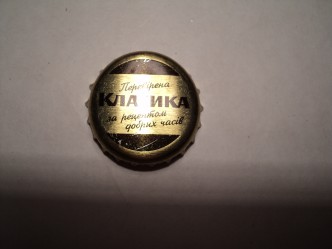 Перевірена
КЛАСИКА
за рецептом
добрих часів